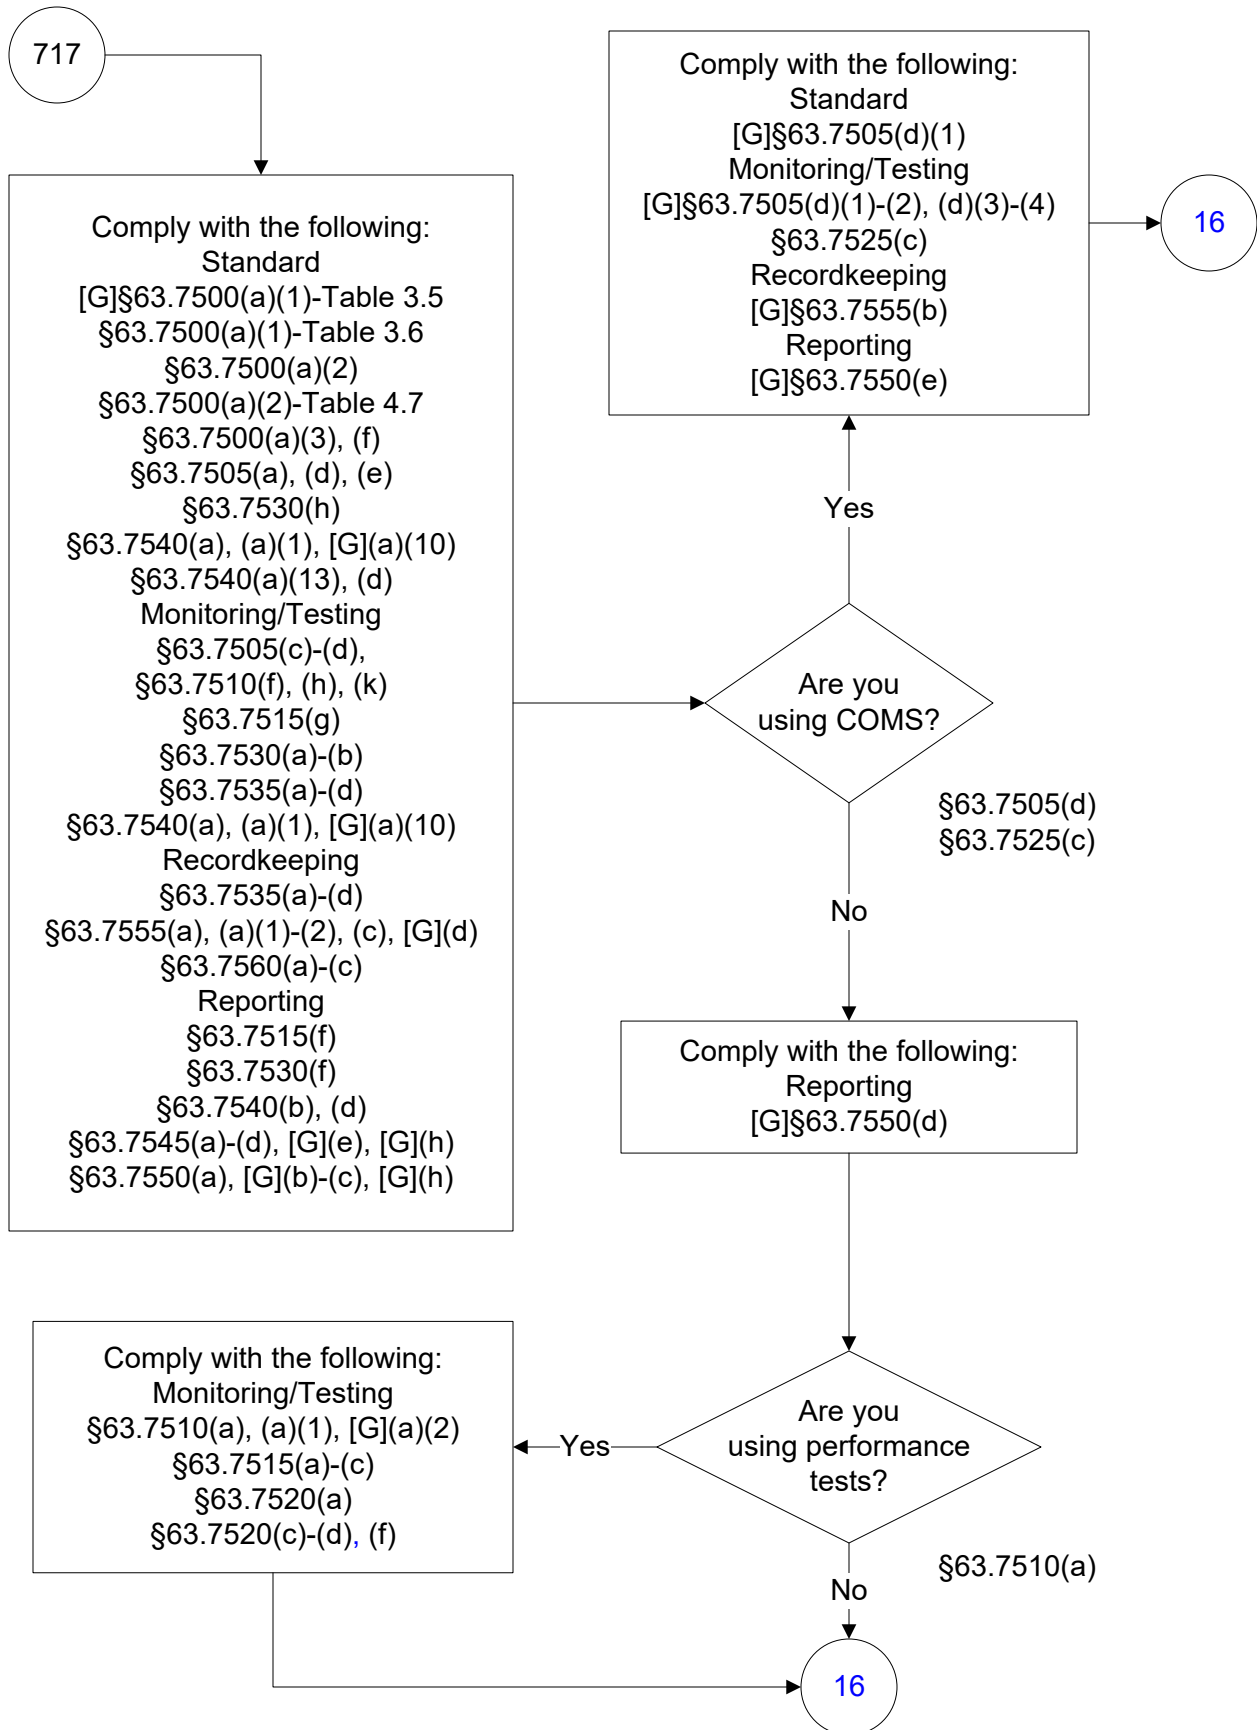 717
Comply with the following:
Standard
[G]§63.7500(a)(1)-Table 3.5
§63.7500(a)(1)-Table 3.6
§63.7500(a)(2)
§63.7500(a)(2)-Table 4.7
§63.7500(a)(3), (f)
§63.7505(a), (d), (e)
§63.7530(h)
§63.7540(a), (a)(1), [G](a)(10)
§63.7540(a)(13), (d)
Monitoring/Testing
§63.7505(c)-(d),
§63.7510(f), (h), (k)
§63.7515(g)
§63.7530(a)-(b)
§63.7535(a)-(d)
§63.7540(a), (a)(1), [G](a)(10)
Recordkeeping
§63.7535(a)-(d)
§63.7555(a), (a)(1)-(2), (c), [G](d)
§63.7560(a)-(c)
Reporting
§63.7515(f)
§63.7530(f)
§63.7540(b), (d)
§63.7545(a)-(d), [G](e), [G](h)
§63.7550(a), [G](b)-(c), [G](h)
Comply with the following:
Standard
[G]§63.7505(d)(1)
Monitoring/Testing
[G]§63.7505(d)(1)-(2), (d)(3)-(4)
§63.7525(c)
Recordkeeping
[G]§63.7555(b)
Reporting
[G]§63.7550(e)
16
Yes
Are you
using COMS?
§63.7505(d)
§63.7525(c)
No
Comply with the following:
Reporting
[G]§63.7550(d)
Are you
using performance
tests?
§63.7510(a)
Yes
Comply with the following:
Monitoring/Testing
§63.7510(a), (a)(1), [G](a)(2)
§63.7515(a)-(c)
§63.7520(a)
§63.7520(c)-(d), (f)
No
16